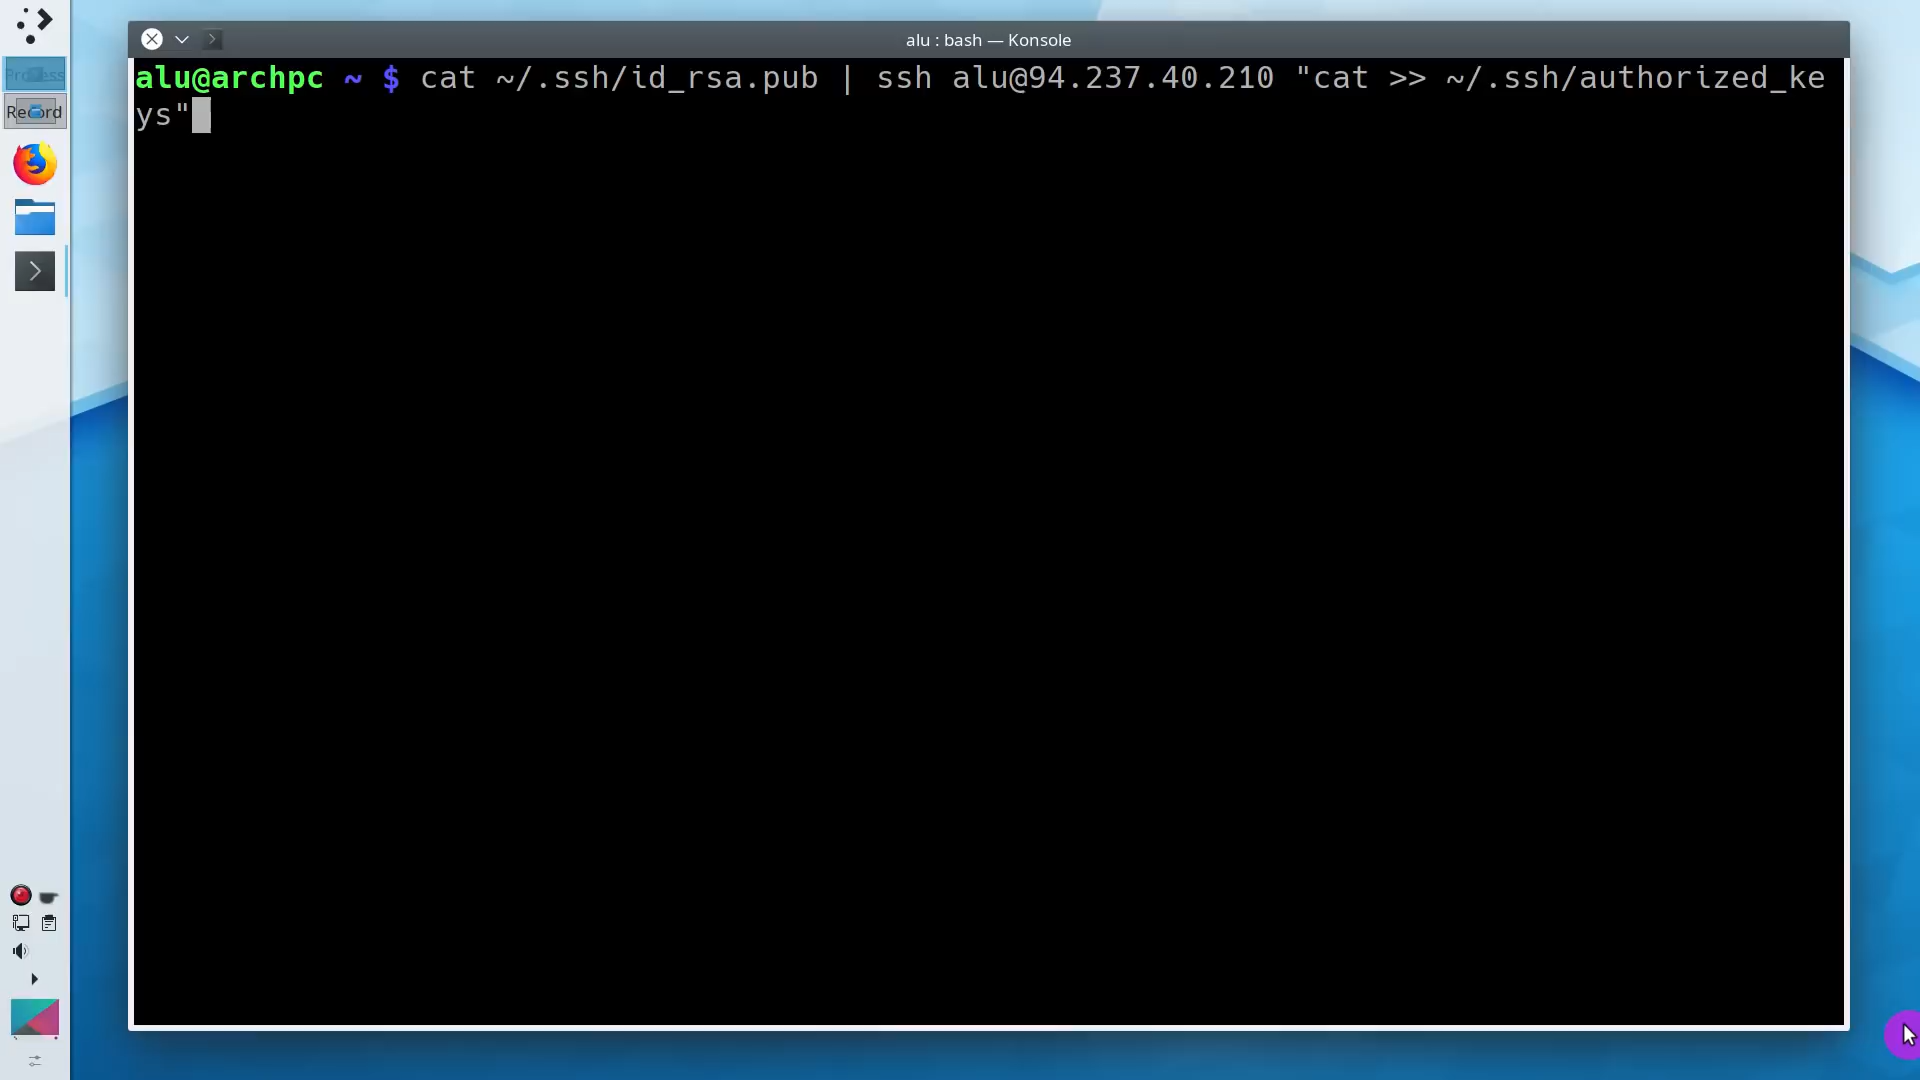 alu : bash — Konsole
alu@archpc ~ $ cat ~/.ssh/id_rsa.pub | ssh alu@94.237.40.210 "cat >> ~/.ssh/authorized_ke
ys"
Process
Record